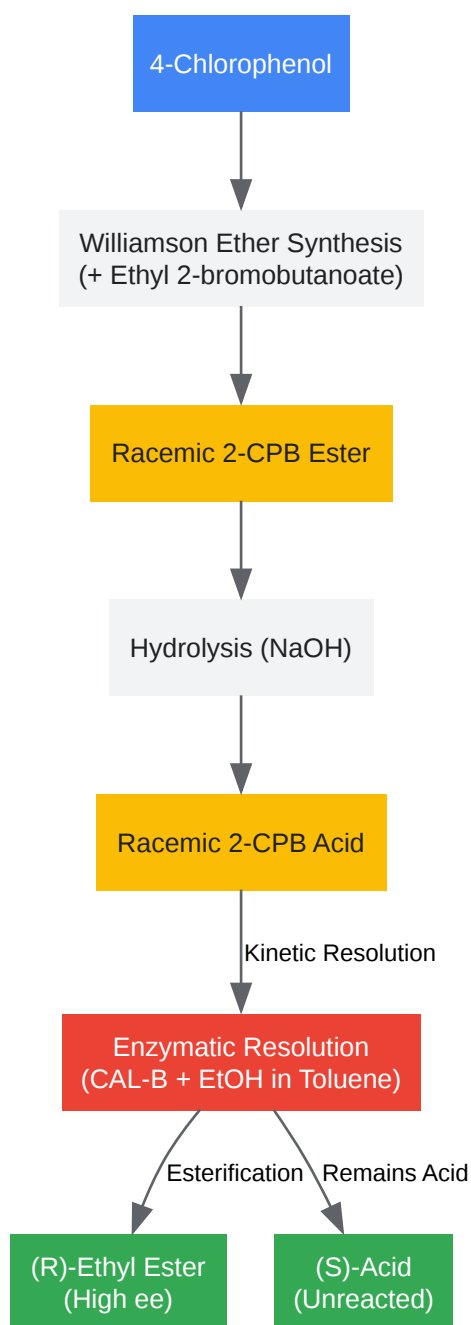 4-Chlorophenol
Williamson Ether Synthesis
(+ Ethyl 2-bromobutanoate)
Racemic 2-CPB Ester
Hydrolysis (NaOH)
Racemic 2-CPB Acid
Kinetic Resolution
Enzymatic Resolution
(CAL-B + EtOH in Toluene)
Esterification
Remains Acid
(R)-Ethyl Ester
(High ee)
(S)-Acid
(Unreacted)